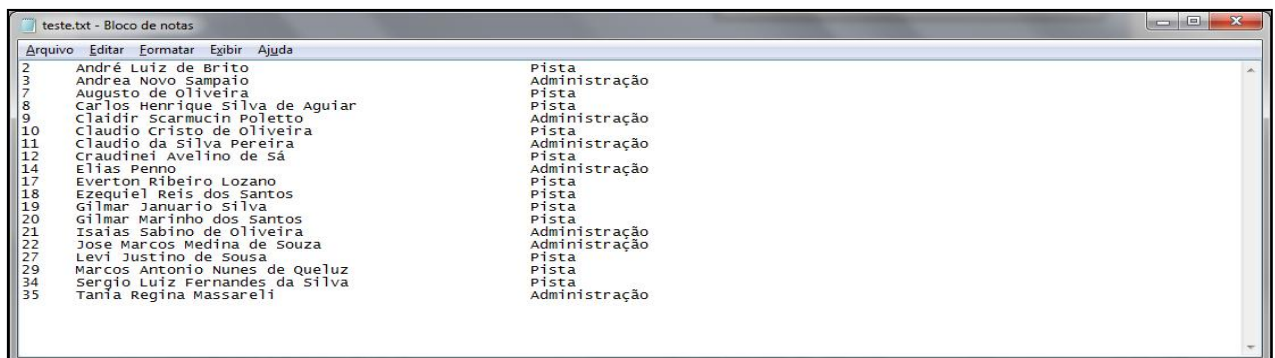 teste.txt - Bloco de notas
Arquivo Editar Formatar Exibir Ajuda
2 André Luiz de Brito Pista
3 Andrea Novo Sampaio Administração
7 Augusto de Oliveira Pista
8 Carlos Henrique Silva de Aguiar Pista
9 Claidir Scarmucin Poletto Administração
10 Claudio Cristo de Oliveira Pista
11 Claudio da Silva Pereira Administração
12 Craudinei Avelino de Sá Pista
14 Elias Penno Administração
17 Everton Ribeiro Lozano Pista
18 Ezequiel Reis dos Santos Pista
19 Gilmar Januario Silva Pista
20 Gilmar Marinho dos Santos Pista
21 Isaias Sabino de Oliveira Administração
22 Jose Marcos Medina de Souza Administração
27 Levi Justino de Sousa Pista
29 Marcos Antonio Nunes de Queluz Pista
34 Sergio Luiz Fernandes da Silva Pista
35 Tania Regina Massareli Administração